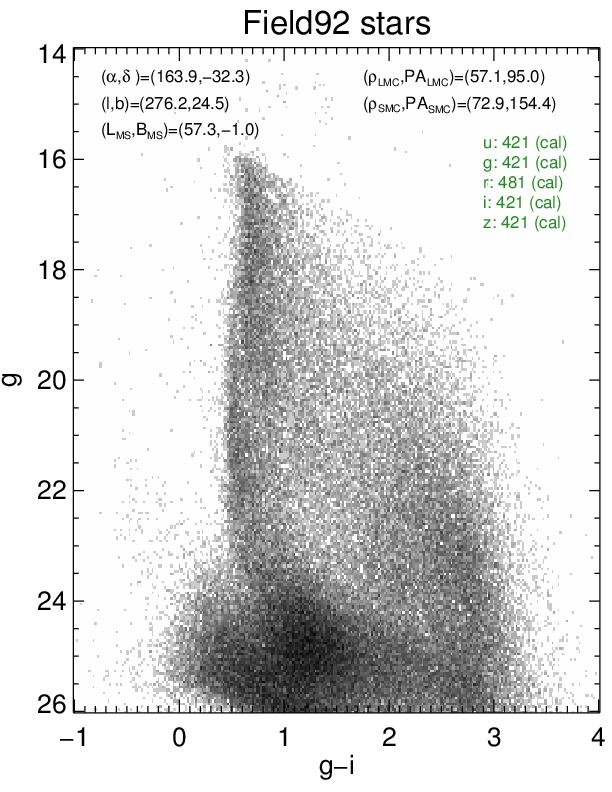 Field92 stars
(α,δ )=(163.9,−32.3)
(ρLMC,PALMC)=(57.1,95.0)
(l,b)=(276.2,24.5)
(ρSMC,PASMC)=(72.9,154.4)
(LMS,BMS)=(57.3,−1.0)
u: 421 (cal)
g: 421 (cal)
r: 481 (cal)
i: 421 (cal)
z: 421 (cal)
14
16
18
20
22
24
26
g
−1 0 1 2 3 4
g−i